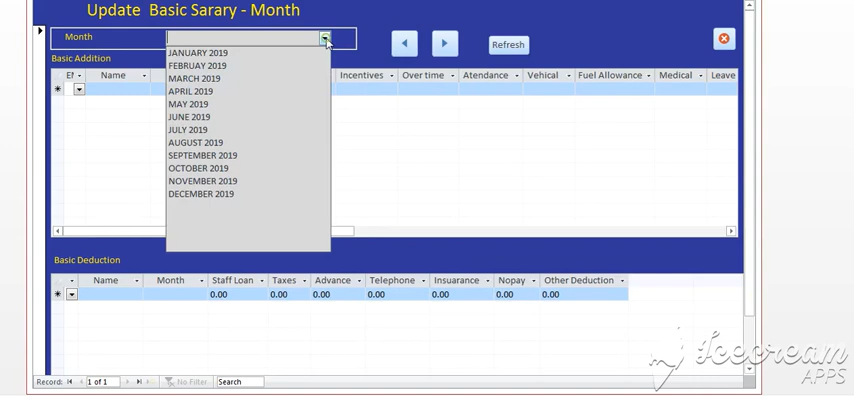 Update Basic Sarary - Month
Month
Refresh
JANUARY 2019
FEBRUAY 2019
MARCH 2019
APRIL 2019
MAY 2019
JUNE 2019
JULY 2019
AUGUST 2019
SEPTEMBER 2019
OCTOBER 2019
NOVEMBER 2019
DECEMBER 2019
Basic Addition
Name Incentives Over time Atendance Vehical Fuel Allowance Medical Leave
Basic Deduction
Name Month Staff Loan Taxes Advance Telephone Insuarance Nopay Other Deduction
0.00 0.00 0.00 0.00 0.00 0.00 0.00
Record: 1 of 1 No Filter Search
Icecream
APPS